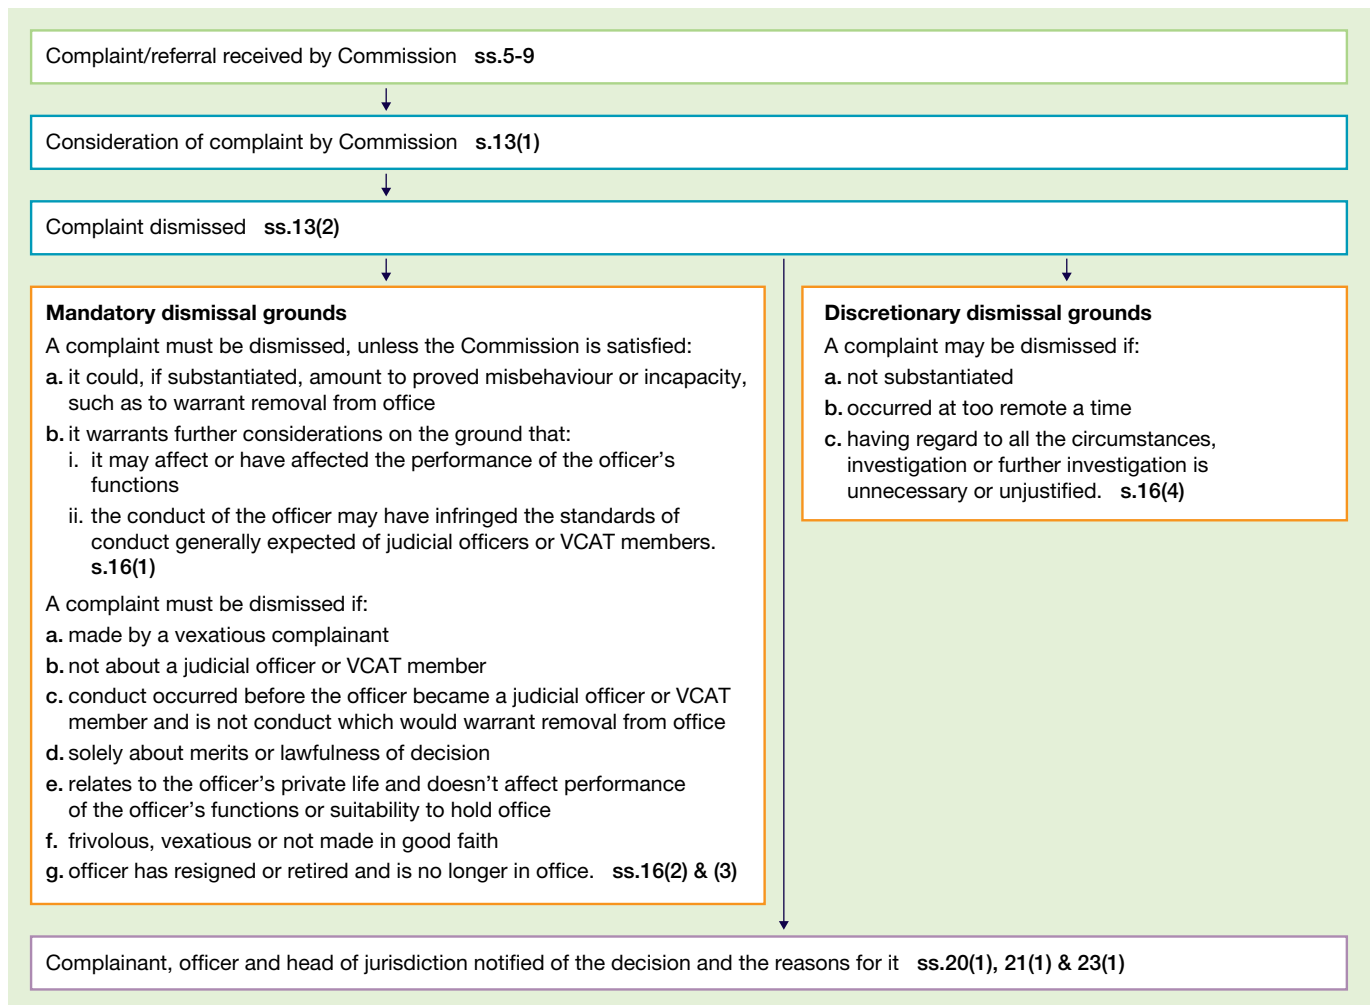 Complaint/referral received by Commission ss.5-9
Consideration of complaint by Commission s.13(1)
Complaint dismissed ss.13(2)
Mandatory dismissal grounds
A complaint must be dismissed, unless the Commission is satisfied:
a. it could, if substantiated, amount to proved misbehaviour or incapacity,
such as to warrant removal from office
b. it warrants further considerations on the ground that:
i. it may affect or have affected the performance of the officer's
functions
ii. the conduct of the officer may have infringed the standards of
conduct generally expected of judicial officers or VCAT members.
s.16(1)
A complaint must be dismissed if:
a. made by a vexatious complainant
b. not about a judicial officer or VCAT member
c. conduct occurred before the officer became a judicial officer or VCAT
member and is not conduct which would warrant removal from office
d. solely about merits or lawfulness of decision
e. relates to the officer's private life and doesn't affect performance
of the officer's functions or suitability to hold office
f. frivolous, vexatious or not made in good faith
g. officer has resigned or retired and is no longer in office. ss.16(2) & (3)
Discretionary dismissal grounds
A complaint may be dismissed if:
a. not substantiated
b. occurred at too remote a time
c. having regard to all the circumstances,
investigation or further investigation is
unnecessary or unjustified. s.16(4)
Complainant, officer and head of jurisdiction notified of the decision and the reasons for it ss.20(1), 21(1) & 23(1)